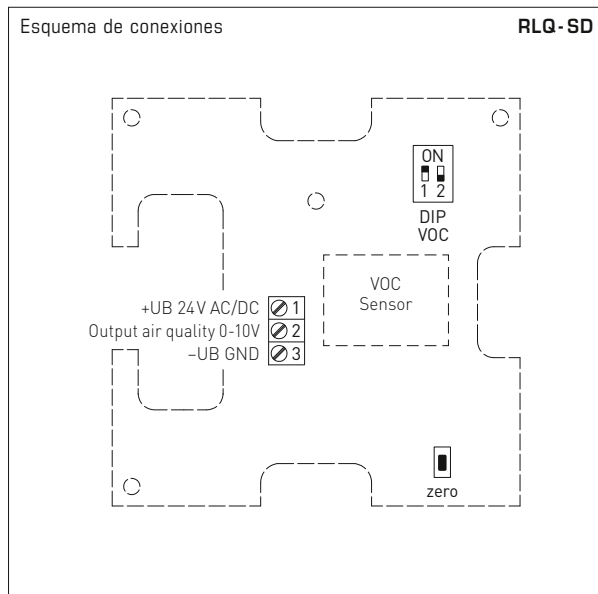 Esquema de conexiones
RLQ-SD
ON
1 2
DIP
VOC
VOC
Sensor
+UB 24V AC/DC 1
Output air quality 0-10V 2
–UB GND 3
zero